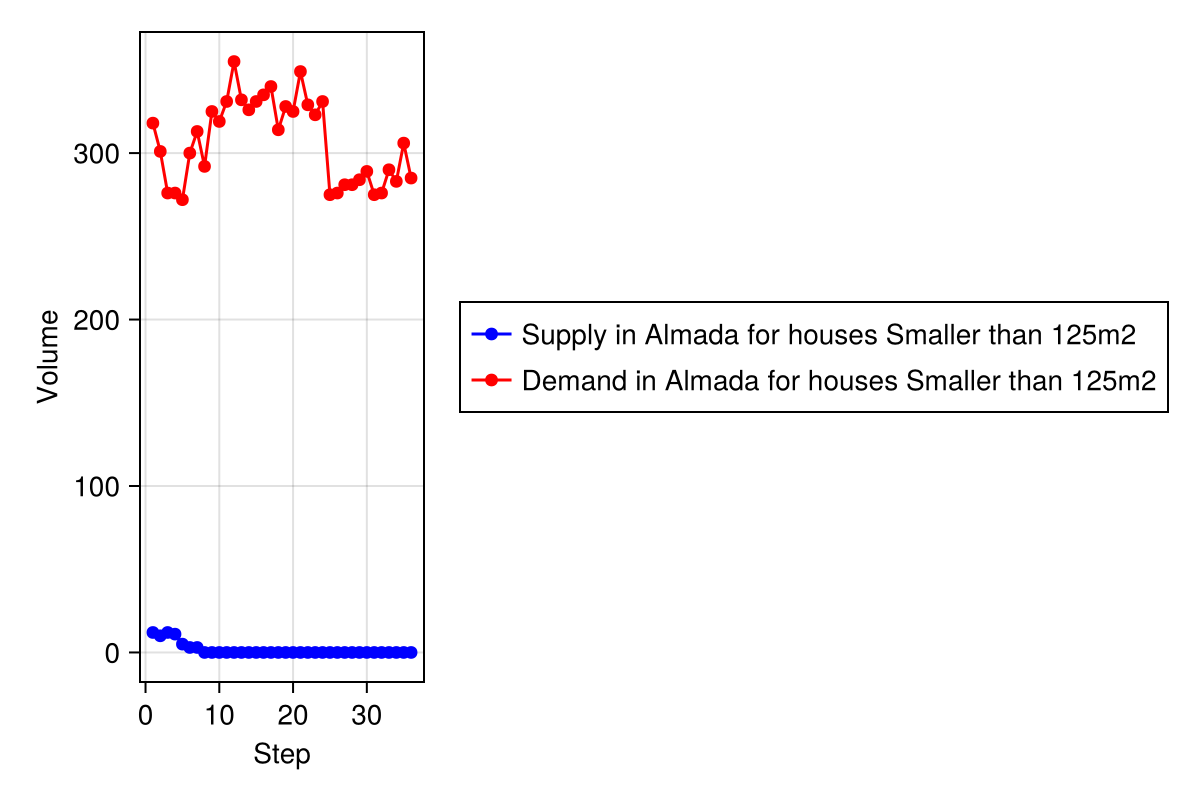 300
200
100
0
Volume
0 10 20 30
Step
Supply in Almada for houses Smaller than 125m2
Demand in Almada for houses Smaller than 125m2